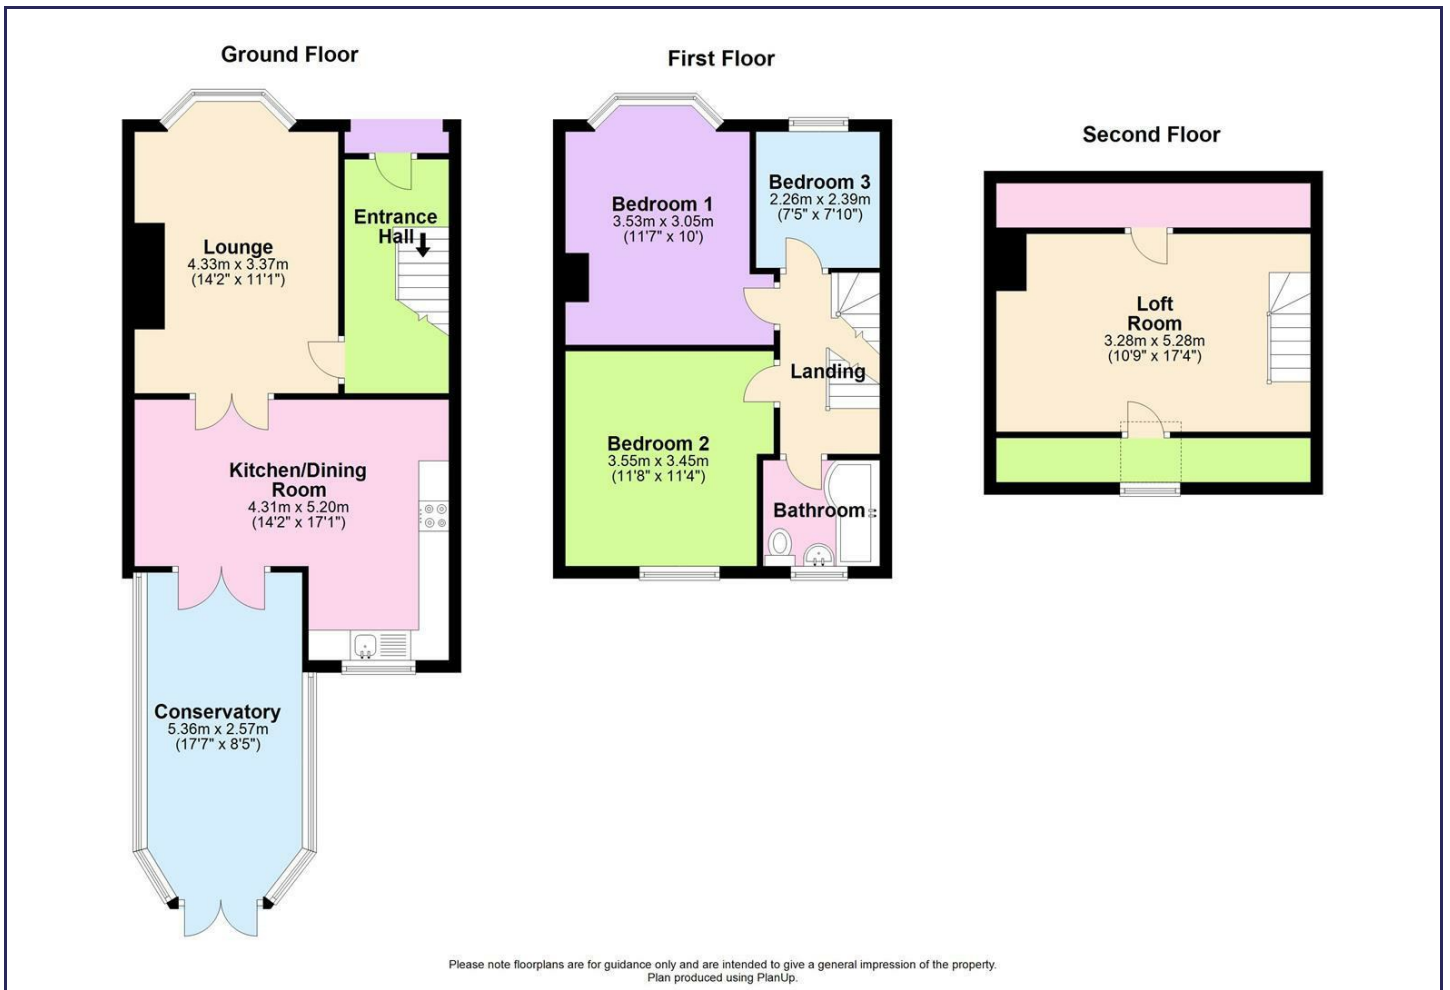 Ground Floor
First Floor
Second Floor
Entrance
Hall
Lounge
4.33m x 3.37m
(14'2" x 11'1")
Kitchen/Dining
Room
4.31m x 5.20m
(14'2" x 17'1")
Conservatory
5.36m x 2.57m
(17'7" x 8'5")
Bedroom 1
3.53m x 3.05m
(11'7" x 10')
Bedroom 3
2.26m x 2.39m
(7'5" x 7'10")
Landing
Bedroom 2
3.55m x 3.45m
(11'8" x 11'4")
Bathroom
Loft
Room
3.28m x 5.28m
(10'9" x 17'4")
Please note floorplans are for guidance only and are intended to give a general impression of the property.
Plan produced using PlanUp.